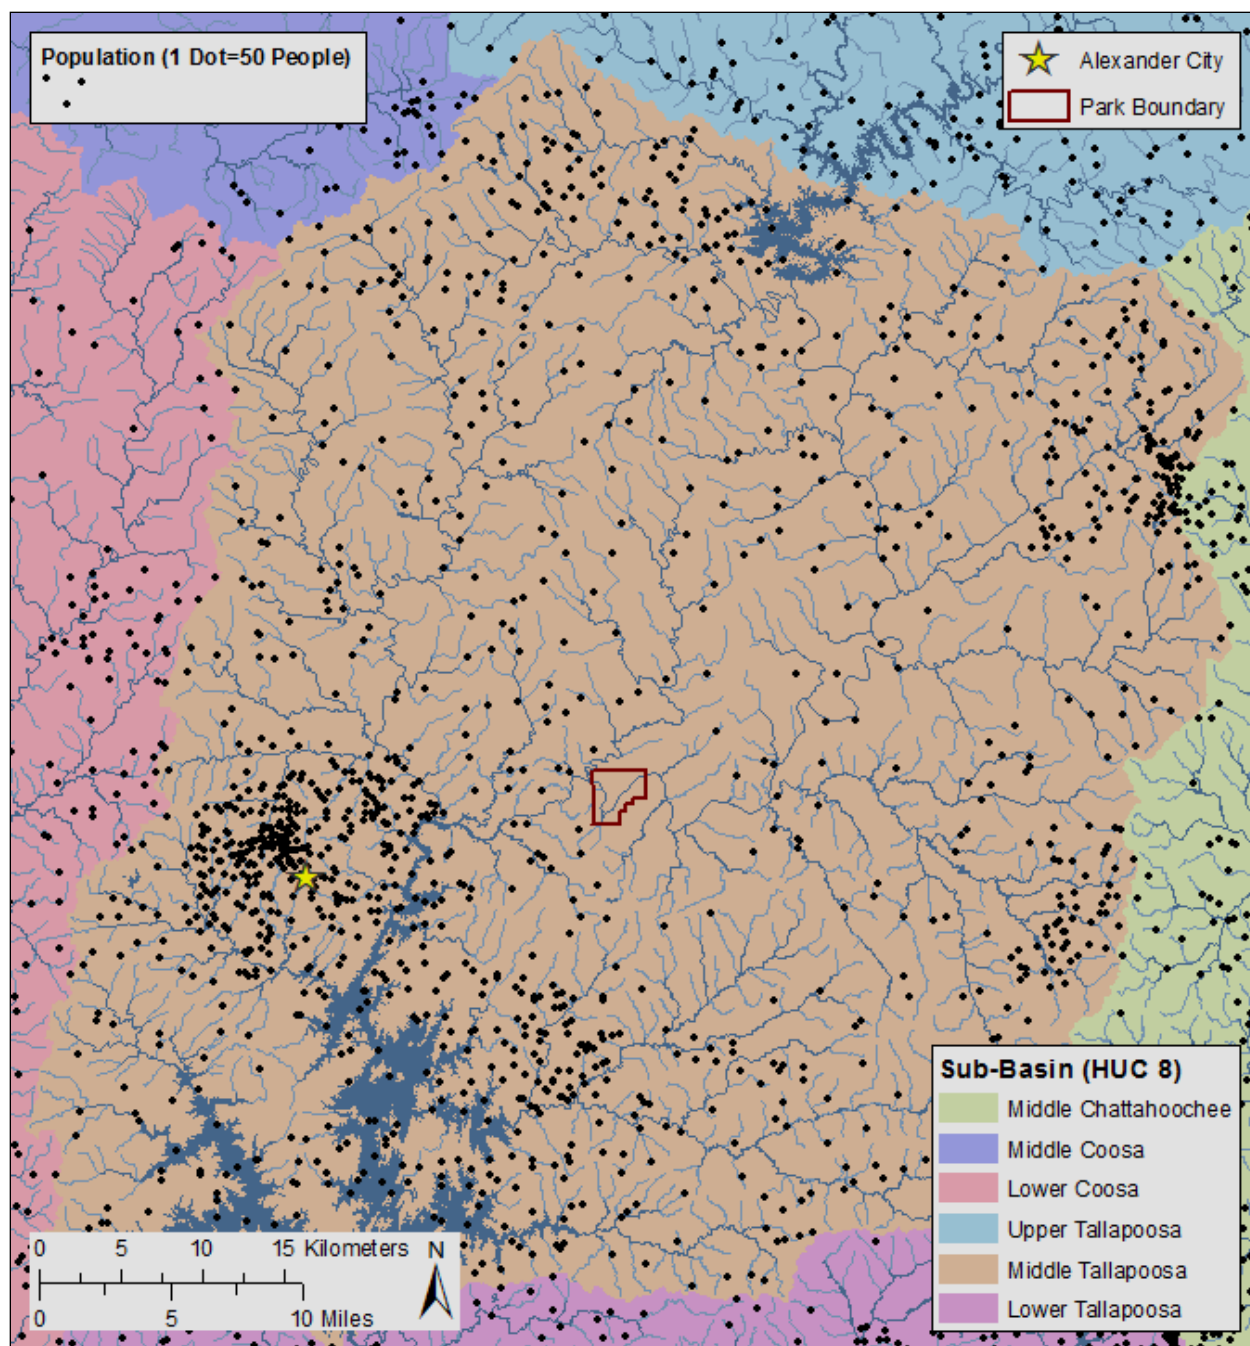 Population (1 Dot=50 People)
Alexander City
Park Boundary
Sub-Basin (HUC 8)
Middle Chattahoochee
Middle Coosa
Lower Coosa
Upper Tallapoosa
Middle Tallapoosa
Lower Tallapoosa
0 5 10 15 Kilometers N
0 5 10 Miles